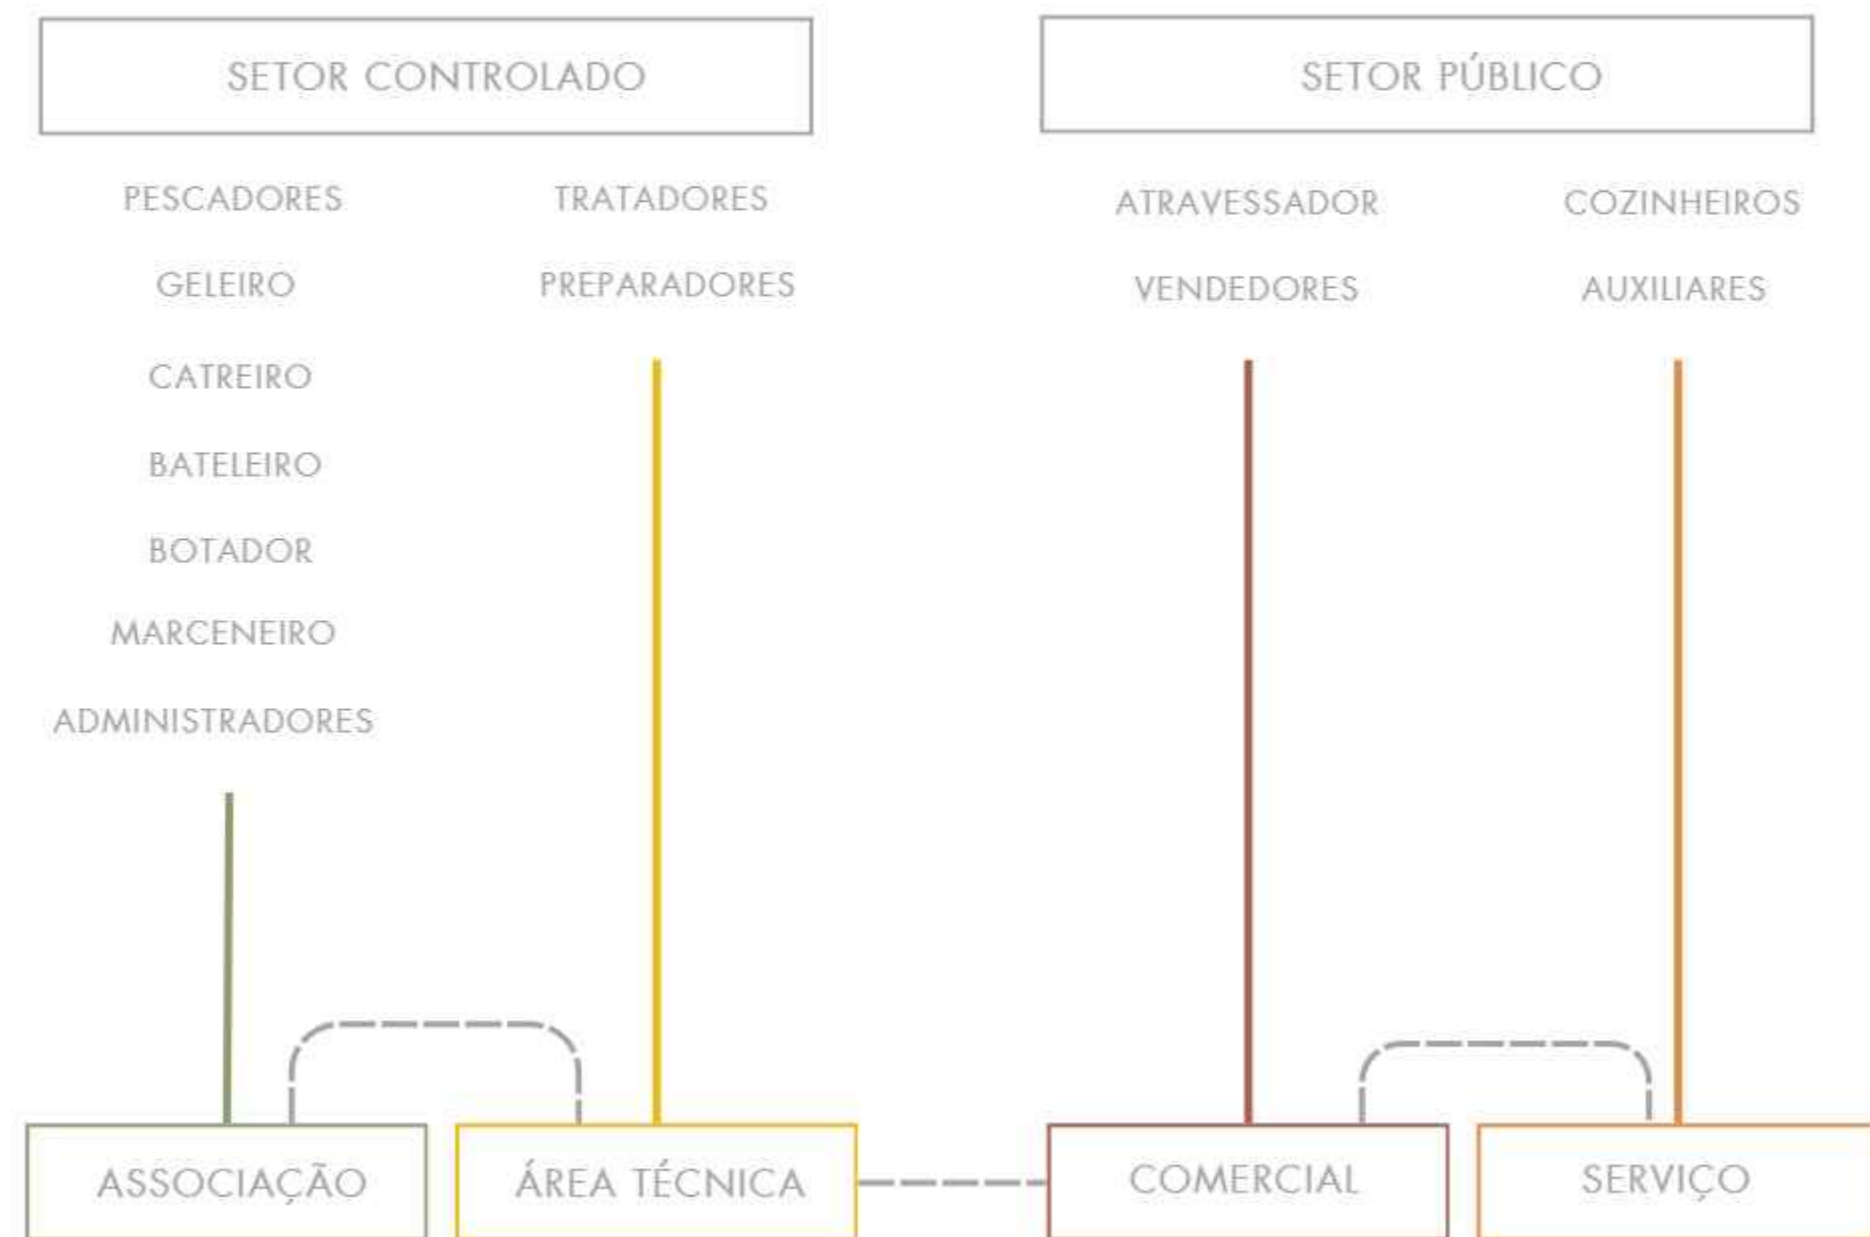 SETOR CONTROLADO
SETOR PÚBLICO
PESCADORES
GELEIRO
CATREIRO
BATELEIRO
BOTADOR
MARCENEIRO
ADMINISTRADORES
TRATADORES
PREPARADORES
ATRAVESSADOR
VENDEDORES
COZINHEIROS
AUXILIARES
ASSOCIAÇÃO
ÁREA TÉCNICA
COMERCIAL
SERVIÇO